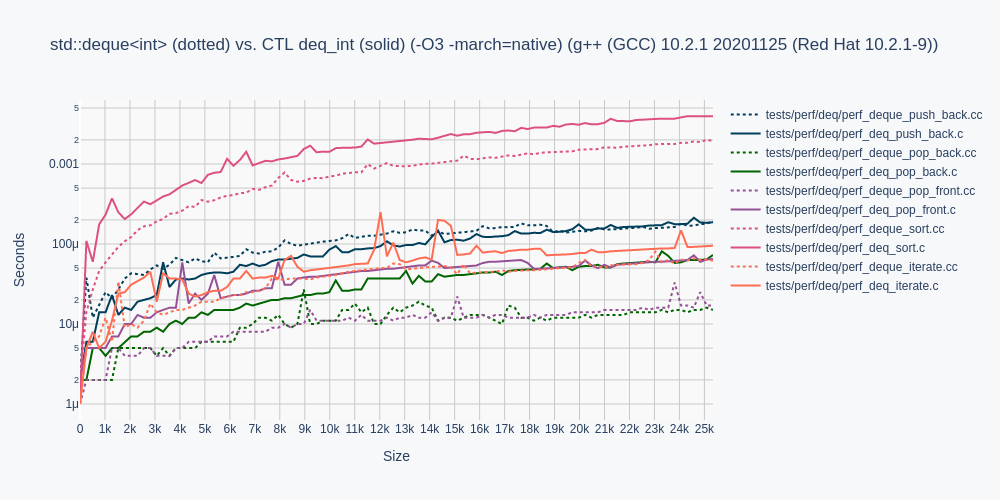 std::deque<int> (dotted) vs. CTL deq_int (solid) (-O3 -march=native) (g++ (GCC) 10.2.1 20201125 (Red Hat 10.2.1-9))
Seconds
5
2
0.001
5
2
100μ
5
2
10μ
5
2
1μ
0 1k 2k 3k 4k 5k 6k 7k 8k 9k 10k 11k 12k 13k 14k 15k 16k 17k 18k 19k 20k 21k 22k 23k 24k 25k
Size
tests/perf/deq/perf_deque_push_back.cc
tests/perf/deq/perf_deq_push_back.c
tests/perf/deq/perf_deque_pop_back.cc
tests/perf/deq/perf_deq_pop_back.c
tests/perf/deq/perf_deque_pop_front.cc
tests/perf/deq/perf_deq_pop_front.c
tests/perf/deq/perf_deque_sort.cc
tests/perf/deq/perf_deq_sort.c
tests/perf/deq/perf_deque_iterate.cc
tests/perf/deq/perf_deq_iterate.c